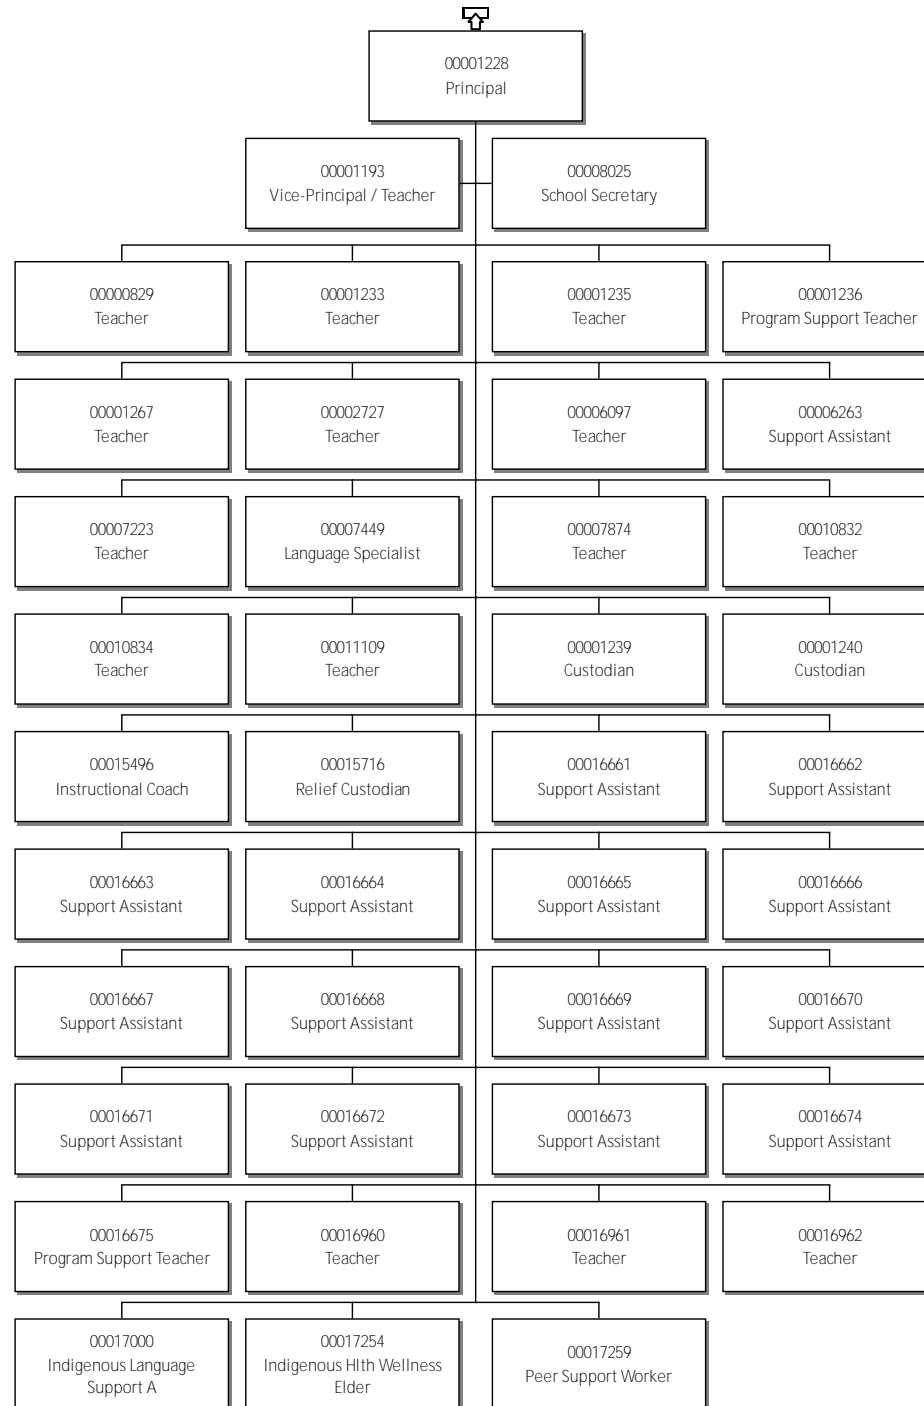 00001228
Principal
00001193
Vice-Principal / Teacher
00008025
School Secretary
00000829
Teacher
00001233
Teacher
00001235
Teacher
00001236
Program Support Teacher
00001267
Teacher
00002727
Teacher
00006097
Teacher
00006263
Support Assistant
00007223
Teacher
00007449
Language Specialist
00007874
Teacher
00010832
Teacher
00010834
Teacher
00011109
Teacher
00001239
Custodian
00001240
Custodian
00015496
Instructional Coach
00015716
Relief Custodian
00016661
Support Assistant
00016662
Support Assistant
00016663
Support Assistant
00016664
Support Assistant
00016665
Support Assistant
00016666
Support Assistant
00016667
Support Assistant
00016668
Support Assistant
00016669
Support Assistant
00016670
Support Assistant
00016671
Support Assistant
00016672
Support Assistant
00016673
Support Assistant
00016674
Support Assistant
00016675
Program Support Teacher
00016960
Teacher
00016961
Teacher
00016962
Teacher
00017000
Indigenous Language
Support A
00017254
Indigenous Hlth Wellness
Elder
00017259
Peer Support Worker